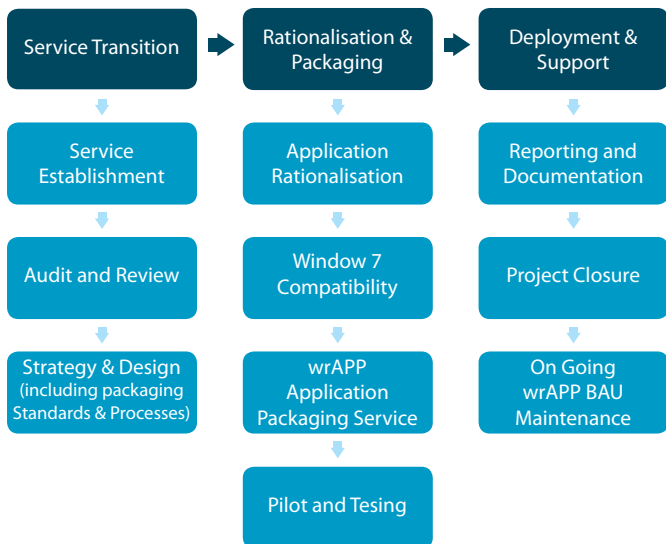 Service Transition
Rationalisation &
Packaging
Deployment &
Support
Service
Establishment
Application
Rationalisation
Reporting and
Documentation
Audit and Review
Window 7
Compatibility
Project Closure
Strategy & Design
(including packaging
Standards & Processes)
wrAPP
Application
Packaging Service
On Going
wrAPP BAU
Maintenance
Pilot and Tesing